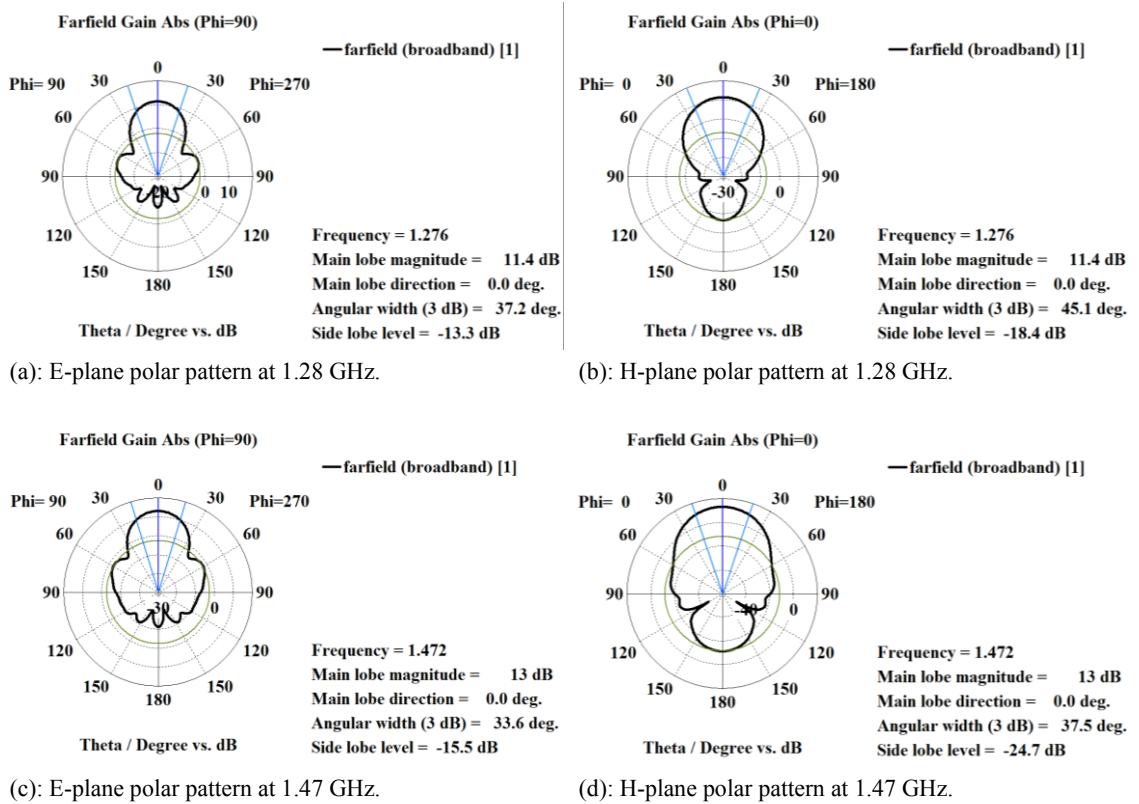 Farfield Gain Abs (Phi=90)
farfield (broadband) [1]
Phi= 90 30 0 30 Phi=270
60 60
90 0 10 90
120 120
150 150
180
Frequency = 1.276
Main lobe magnitude = 11.4 dB
Main lobe direction = 0.0 deg.
Angular width (3 dB) = 37.2 deg.
Side lobe level = -13.3 dB
Theta / Degree vs. dB
(a): E-plane polar pattern at 1.28 GHz.
Farfield Gain Abs (Phi=0)
farfield (broadband) [1]
Phi= 0 30 0 30 Phi=180
60 60
90 -30 0 90
120 120
150 150
180
Frequency = 1.276
Main lobe magnitude = 11.4 dB
Main lobe direction = 0.0 deg.
Angular width (3 dB) = 45.1 deg.
Side lobe level = -18.4 dB
Theta / Degree vs. dB
(b): H-plane polar pattern at 1.28 GHz.
Farfield Gain Abs (Phi=90)
farfield (broadband) [1]
Phi= 90 30 0 30 Phi=270
60 60
90 -30 0 90
120 120
150 150
180
Frequency = 1.472
Main lobe magnitude = 13 dB
Main lobe direction = 0.0 deg.
Angular width (3 dB) = 33.6 deg.
Side lobe level = -15.5 dB
Theta / Degree vs. dB
(c): E-plane polar pattern at 1.47 GHz.
Farfield Gain Abs (Phi=0)
farfield (broadband) [1]
Phi= 0 30 0 30 Phi=180
60 60
90 -40 0 90
120 120
150 150
180
Frequency = 1.472
Main lobe magnitude = 13 dB
Main lobe direction = 0.0 deg.
Angular width (3 dB) = 37.5 deg.
Side lobe level = -24.7 dB
Theta / Degree vs. dB
(d): H-plane polar pattern at 1.47 GHz.